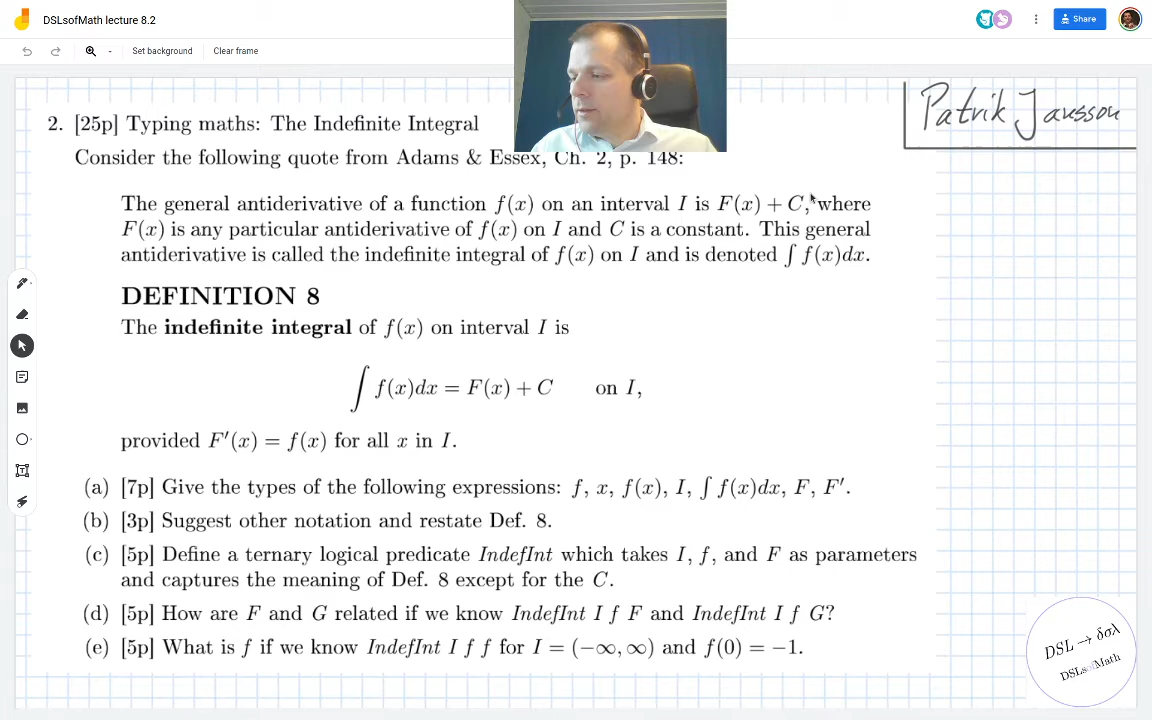 DSLsofMath lecture 8.2
Share
Set background
Clear frame
Patrik Jansson
2. [25p] Typing maths: The Indefinite Integral
Consider the following quote from Adams & Essex, Ch. 2, p. 148:
The general antiderivative of a function f(x) on an interval I is F(x) + C, where
F(x) is any particular antiderivative of f(x) on I and C is a constant. This general
antiderivative is called the indefinite integral of f(x) on I and is denoted ∫ f(x)dx.
DEFINITION 8
The indefinite integral of f(x) on interval I is
∫ f(x)dx = F(x) + C on I,
provided F′(x) = f(x) for all x in I.
(a) [7p] Give the types of the following expressions: f, x, f(x), I, ∫ f(x)dx, F, F′.
(b) [3p] Suggest other notation and restate Def. 8.
(c) [5p] Define a ternary logical predicate IndefInt which takes I, f, and F as parameters
and captures the meaning of Def. 8 except for the C.
(d) [5p] How are F and G related if we know IndefInt I f F and IndefInt I f G?
(e) [5p] What is f if we know IndefInt I f f for I = (−∞, ∞) and f(0) = −1.
DSL → δσλ
DSLsofMath